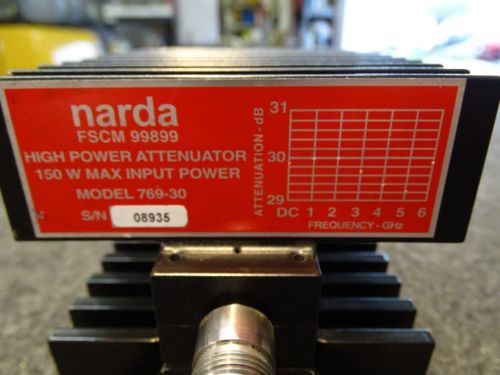 narda
FSCM 99899
HIGH POWER ATTENUATOR
150 W MAX INPUT POWER
MODEL 769-30
S/N 08935
ATTENUATION - dB
31
30
29
DC 1 2 3 4 5 6
FREQUENCY - GHz